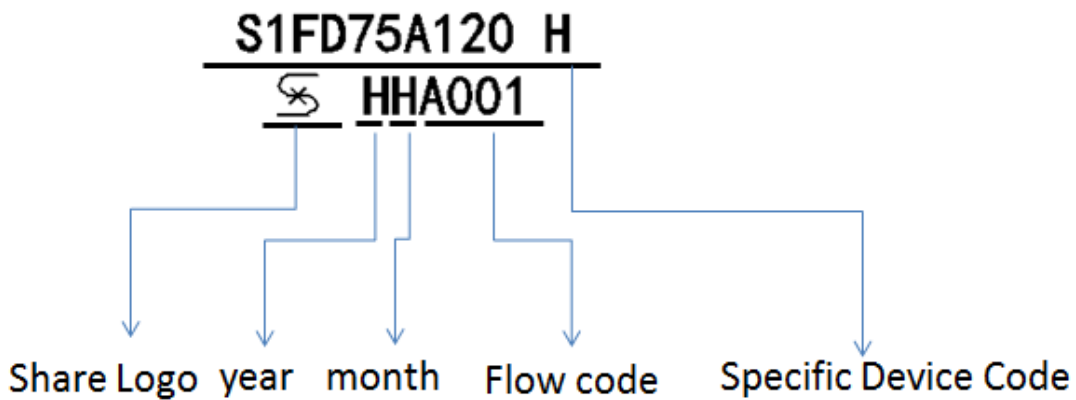 S1FD75A120 H
HHA001
Share Logo year month Flow code Specific Device Code